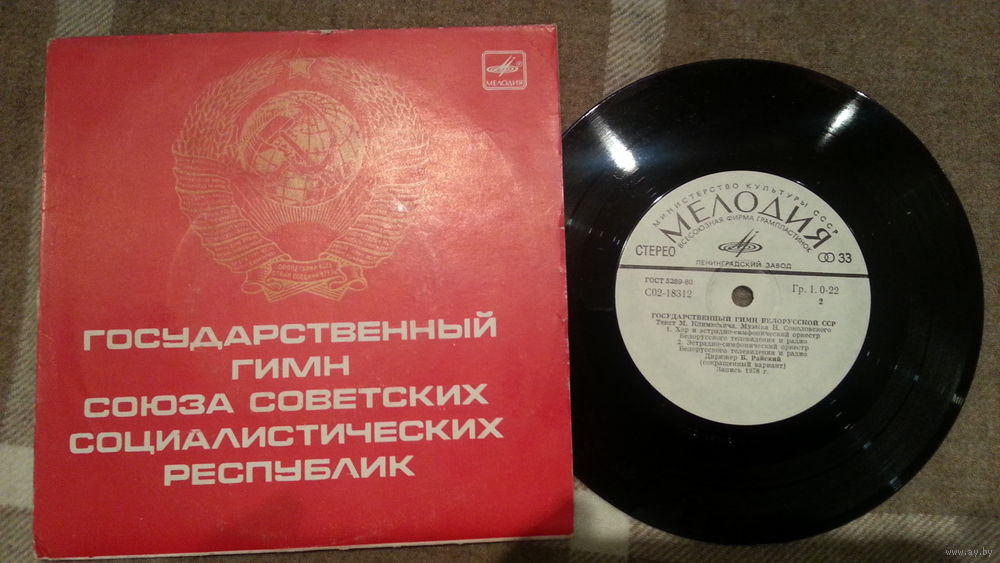 МЕЛОДИЯ
ГОСУДАРСТВЕННЫЙ
ГИМН
СОЮЗА СОВЕТСКИХ
СОЦИАЛИСТИЧЕСКИХ
РЕСПУБЛИК
МИНИСТЕРСТВО КУЛЬТУРЫ СССР
МЕЛОДИЯ
ВСЕСОЮЗНАЯ ФИРМА ГРАМПЛАСТИНОК
СТЕРЕО
33
ЛЕНИНГРАДСКИЙ ЗАВОД
ГОСТ 5289-80
С02-18312
Гр. 1. 0-22
2
ГОСУДАРСТВЕННЫЙ ГИМН БЕЛОРУССКОЙ ССР
Текст М. Климковича. Музыка Н. Соколовского
1. Хор и эстрадно-симфонический оркестр
Белорусского телевидения и радио
2. Эстрадно-симфонический оркестр
Белорусского телевидения и радио
Дирижер Б. Райский
(сокращенный вариант)
Запись 1978 г.
www.ay.by